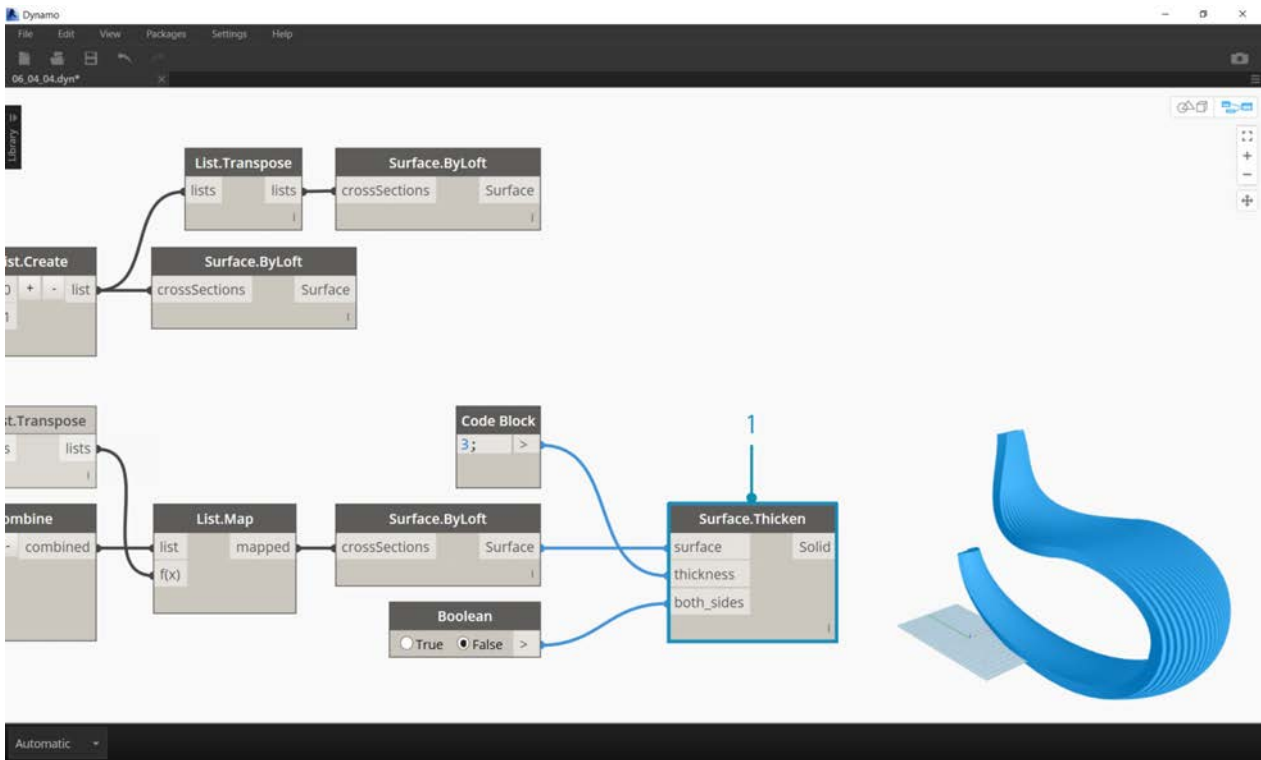 Dynamo
File Edit View Packages Settings Help
06_04_04.dyn*
Library
List.Transpose
lists lists
Surface.ByLoft
crossSections Surface
ist.Create
+ - list
Surface.ByLoft
crossSections Surface
t.Transpose
s lists
Code Block
3; >
1
ombine
- combined
List.Map
list mapped
f(x)
Surface.ByLoft
crossSections Surface
Surface.Thicken
surface Solid
thickness
both_sides
Boolean
True False >
Automatic